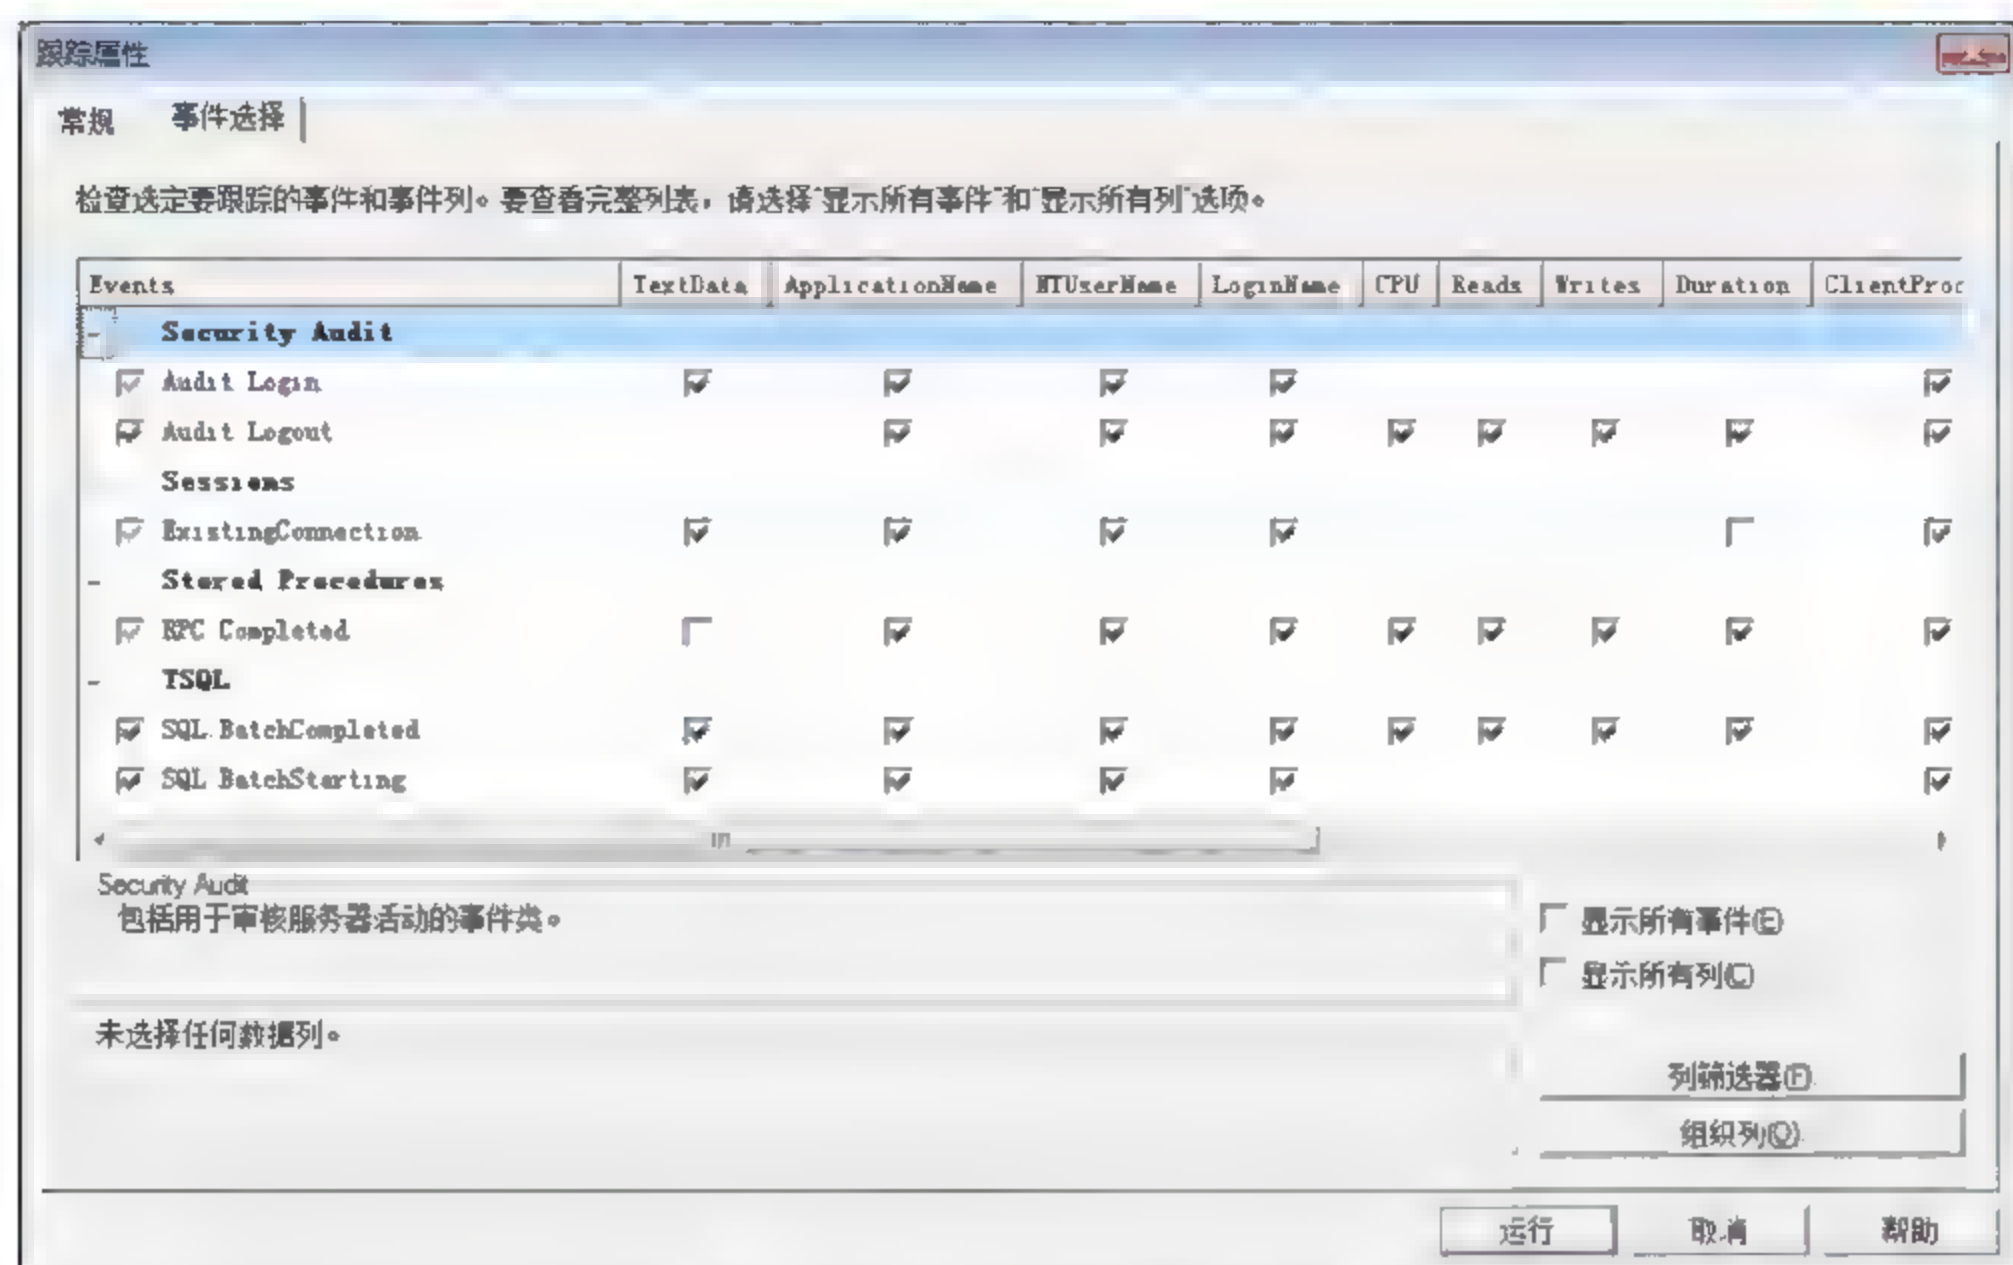 跟踪属性
常规 事件选择
检查选定要跟踪的事件和事件列。要查看完整列表，请选择"显示所有事件"和"显示所有列"选项。
Events TextData ApplicationName NTUserName LoginName CPU Reads Writes Duration ClientProc
- Security Audit
Audit Login
Audit Logout
Sessions
ExistingConnection
- Stored Procedures
RPC Completed
- TSQL
SQL BatchCompleted
SQL BatchStarting
Security Audit
包括用于审核服务器活动的事件类。
显示所有事件(E)
显示所有列(C)
未选择任何数据列。
列筛选器(F)
组织列(O)
运行 取消 帮助